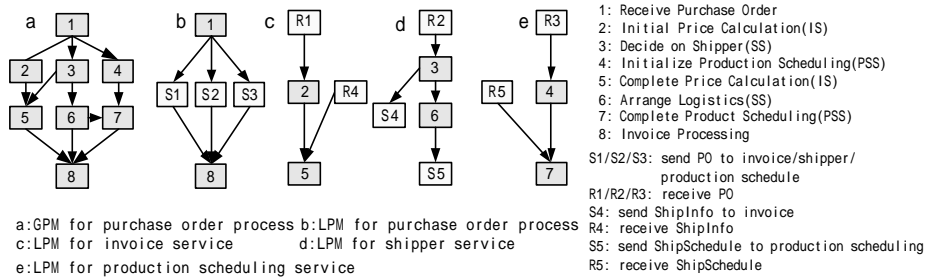 a
1
2
3
4
5
6
7
8
b
1
S1
S2
S3
8
c
R1
2
R4
5
d
R2
3
S4
6
S5
e
R3
R5
4
7
1: Receive Purchase Order
2: Initial Price Calculation(IS)
3: Decide on Shipper(SS)
4: Initialize Production Scheduling(PSS)
5: Complete Price Calculation(IS)
6: Arrange Logistics(SS)
7: Complete Product Scheduling(PSS)
8: Invoice Processing
S1/S2/S3: send PO to invoice/shipper/
production schedule
R1/R2/R3: receive PO
S4: send ShipInfo to invoice
R4: receive ShipInfo
S5: send ShipSchedule to production scheduling
R5: receive ShipSchedule
a:GPM for purchase order process b:LPM for purchase order process
c:LPM for invoice service d:LPM for shipper service
e:LPM for production scheduling service